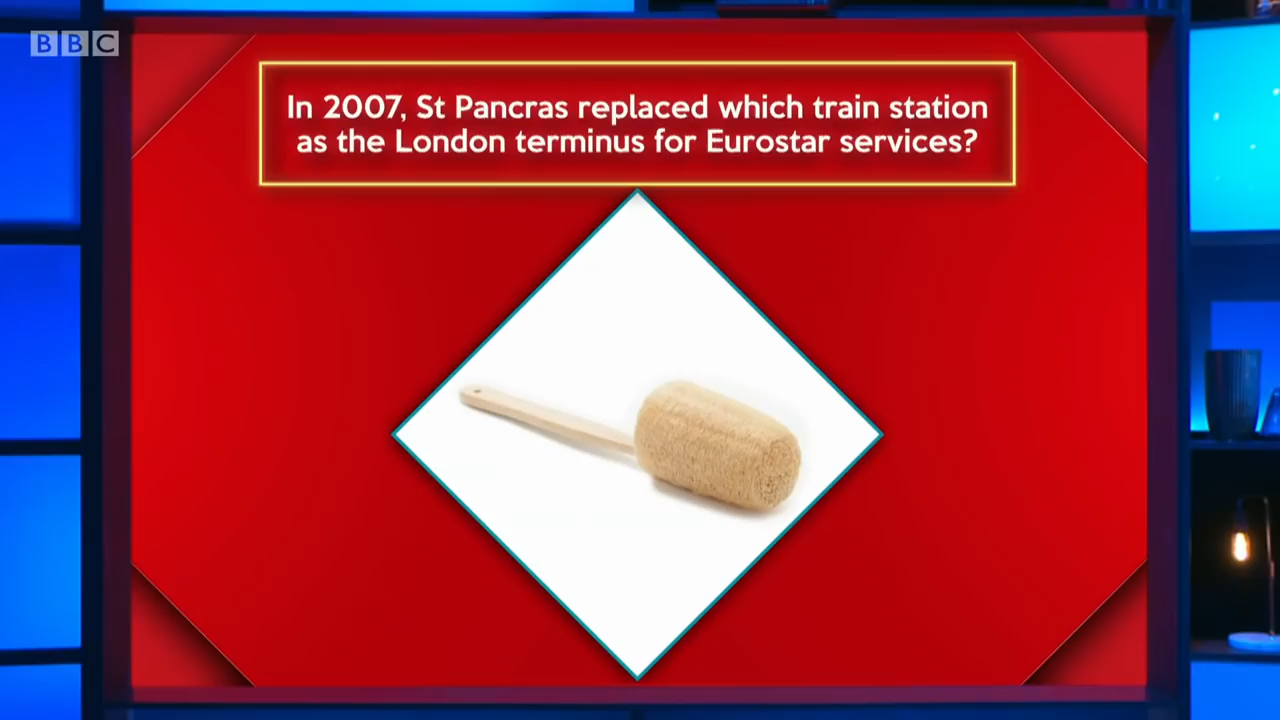 BBC
In 2007, St Pancras replaced which train station
as the London terminus for Eurostar services?